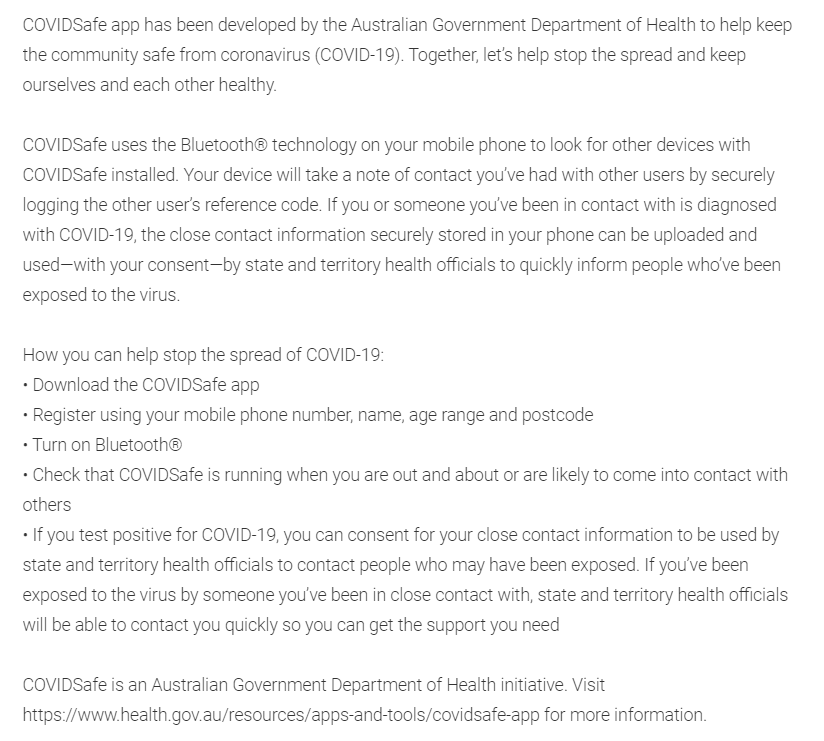 COVIDSafe app has been developed by the Australian Government Department of Health to help keep
the community safe from coronavirus (COVID-19). Together, let's help stop the spread and keep
ourselves and each other healthy.
COVIDSafe uses the Bluetooth® technology on your mobile phone to look for other devices with
COVIDSafe installed. Your device will take a note of contact you've had with other users by securely
logging the other user's reference code. If you or someone you've been in contact with is diagnosed
with COVID-19, the close contact information securely stored in your phone can be uploaded and
used—with your consent—by state and territory health officials to quickly inform people who've been
exposed to the virus.
How you can help stop the spread of COVID-19:
• Download the COVIDSafe app
• Register using your mobile phone number, name, age range and postcode
• Turn on Bluetooth®
• Check that COVIDSafe is running when you are out and about or are likely to come into contact with
others
• If you test positive for COVID-19, you can consent for your close contact information to be used by
state and territory health officials to contact people who may have been exposed. If you've been
exposed to the virus by someone you've been in close contact with, state and territory health officials
will be able to contact you quickly so you can get the support you need
COVIDSafe is an Australian Government Department of Health initiative. Visit
https://www.health.gov.au/resources/apps-and-tools/covidsafe-app for more information.